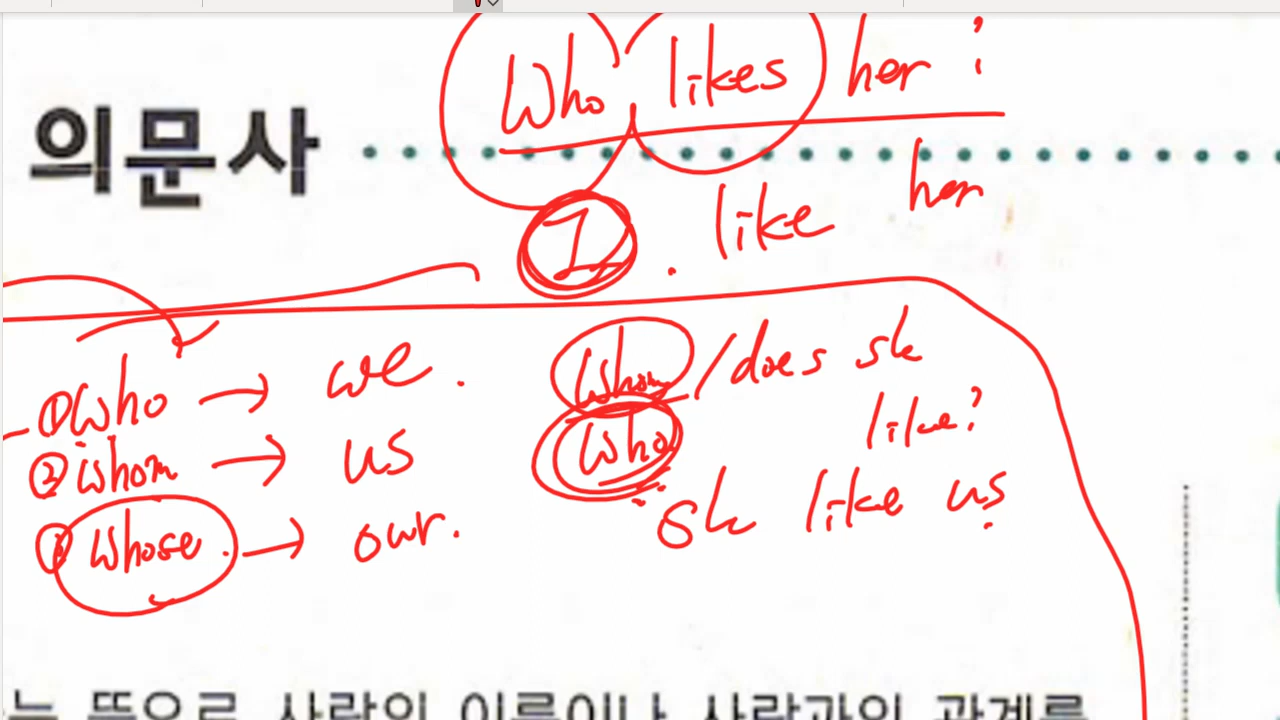 Who likes her?
의문사
her
I like
①who → we.
Whom / does she
②whom → us
like?
Who
She like us
③whose → our.
는 뜻으로 사람의 이름이나 사람과의 관계를